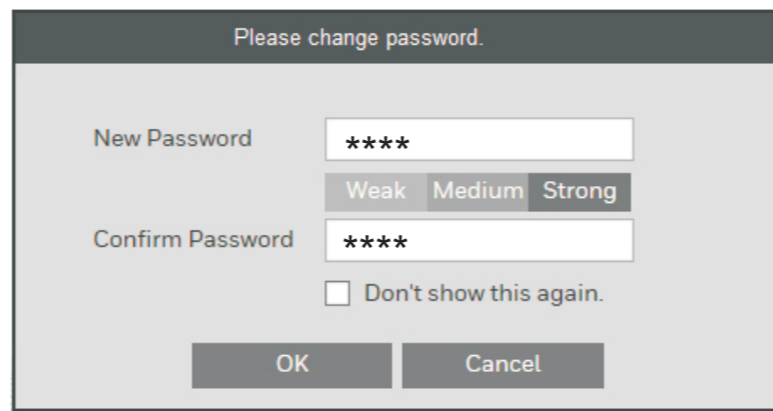 Please change password.
New Password ****
Weak Medium Strong
Confirm Password ****
Don't show this again.
OK Cancel